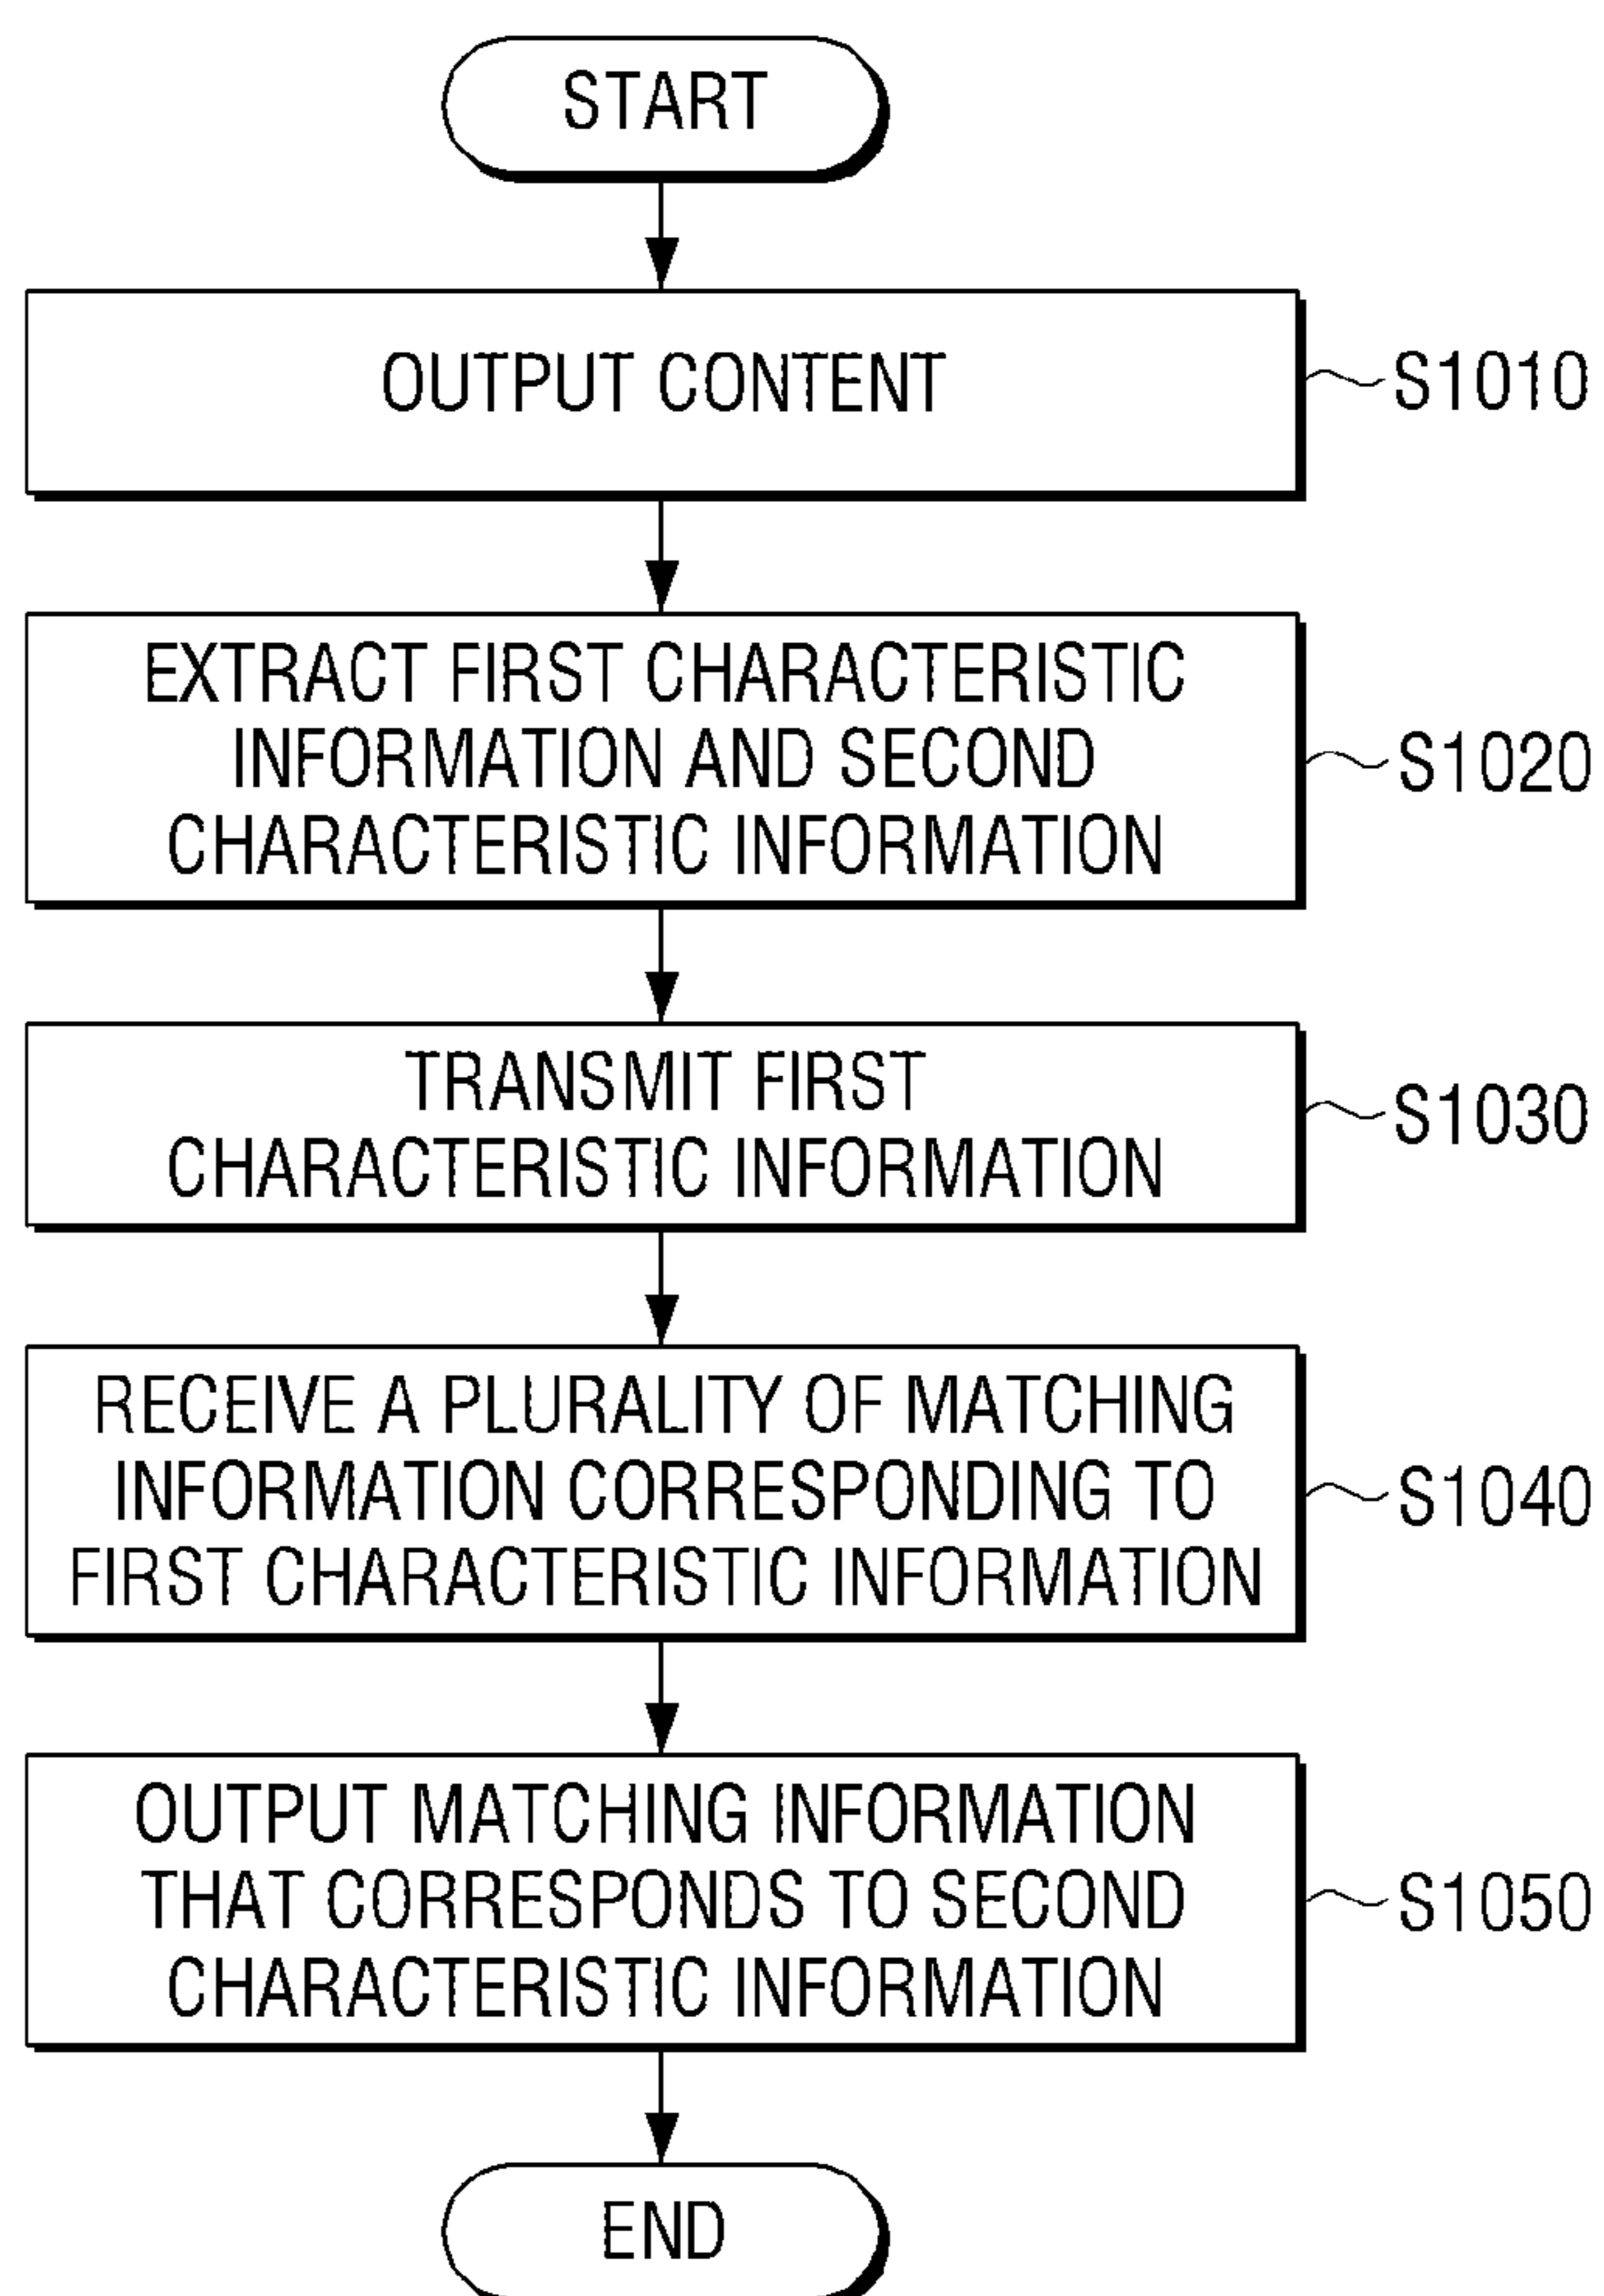 START
OUTPUT CONTENT
S1010
EXTRACT FIRST CHARACTERISTIC
INFORMATION AND SECOND
CHARACTERISTIC INFORMATION
S1020
TRANSMIT FIRST
CHARACTERISTIC INFORMATION
S1030
RECEIVE A PLURALITY OF MATCHING
INFORMATION CORRESPONDING TO
FIRST CHARACTERISTIC INFORMATION
S1040
OUTPUT MATCHING INFORMATION
THAT CORRESPONDS TO SECOND
CHARACTERISTIC INFORMATION
S1050
END